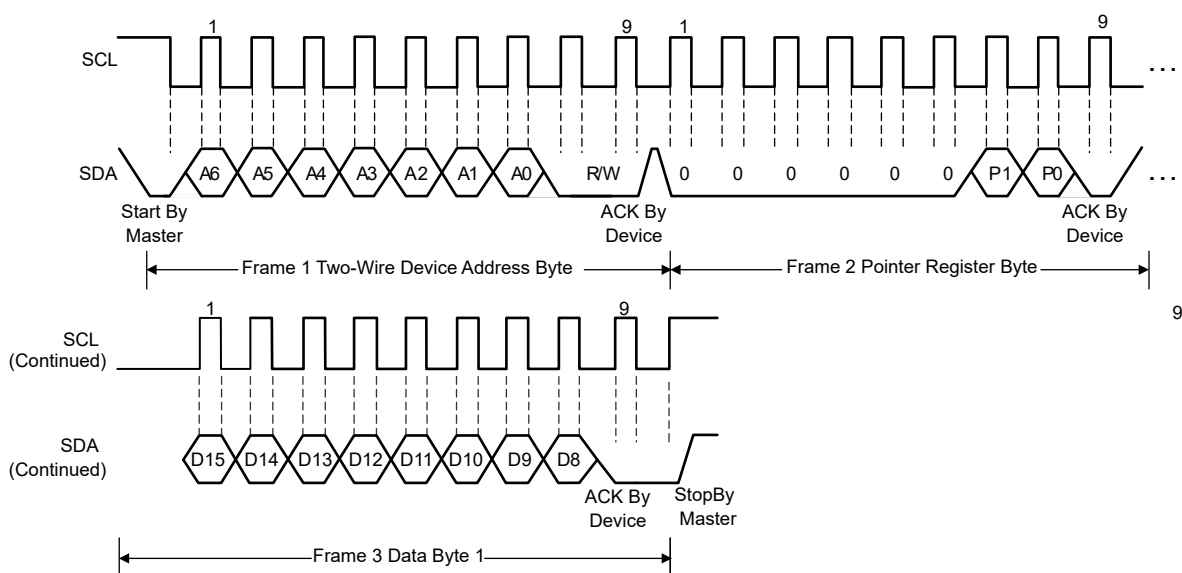 1 9 1 9
SCL ...
SDA A6 A5 A4 A3 A2 A1 A0 R/W 0 0 0 0 0 0 P1 P0 ...
Start By ACK By ACK By
Master Device Device
Frame 1 Two-Wire Device Address Byte Frame 2 Pointer Register Byte
1 9 9
SCL
(Continued)
SDA
(Continued)
D15 D14 D13 D12 D11 D10 D9 D8
ACK By StopBy
Device Master
Frame 3 Data Byte 1